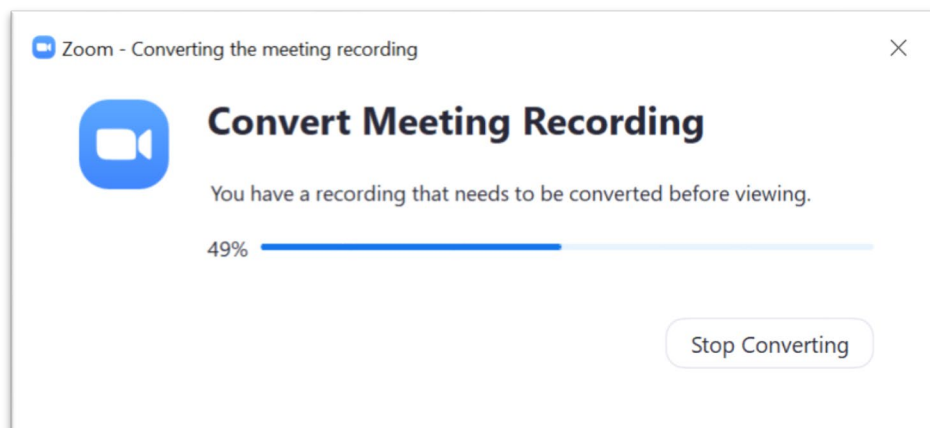 Zoom - Converting the meeting recording
Convert Meeting Recording
You have a recording that needs to be converted before viewing.
49%
Stop Converting